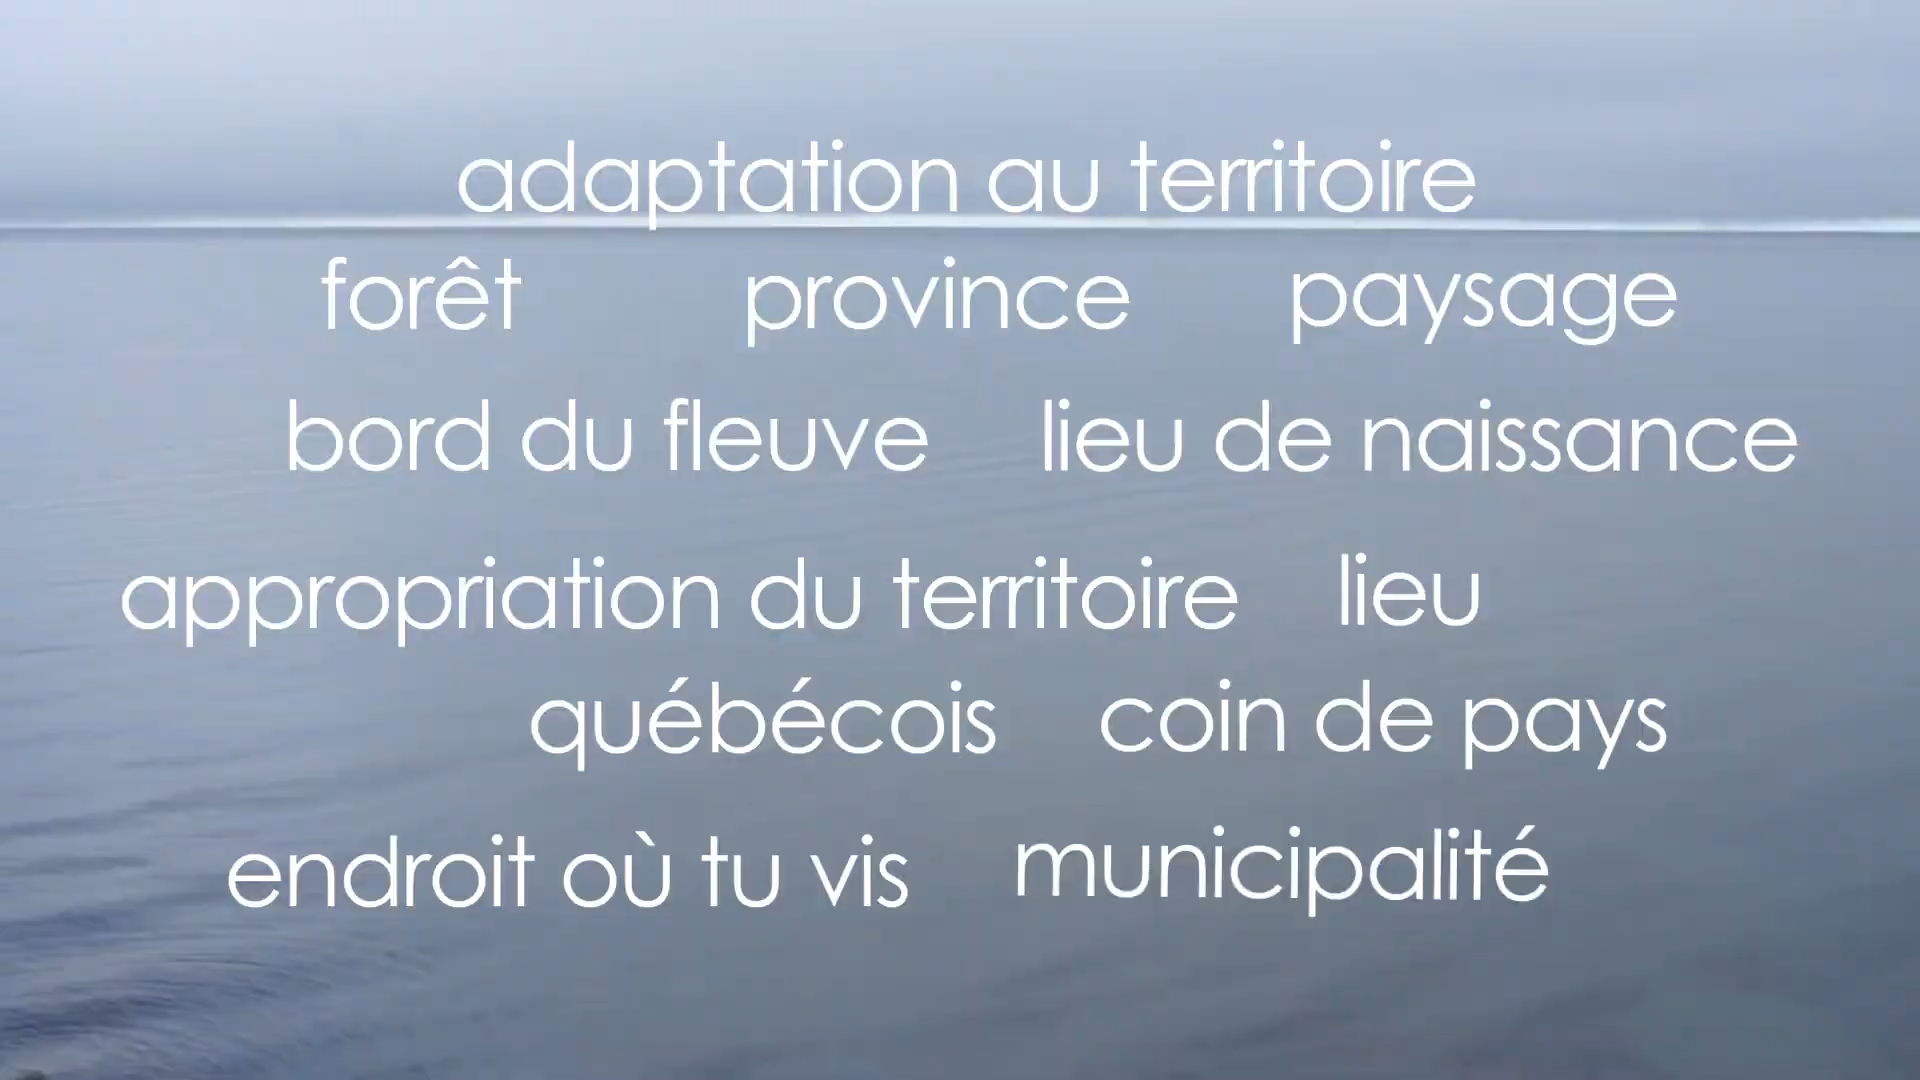 adaptation au territoire
forêt province paysage
bord du fleuve lieu de naissance
appropriation du territoire lieu
québécois coin de pays
endroit où tu vis municipalité